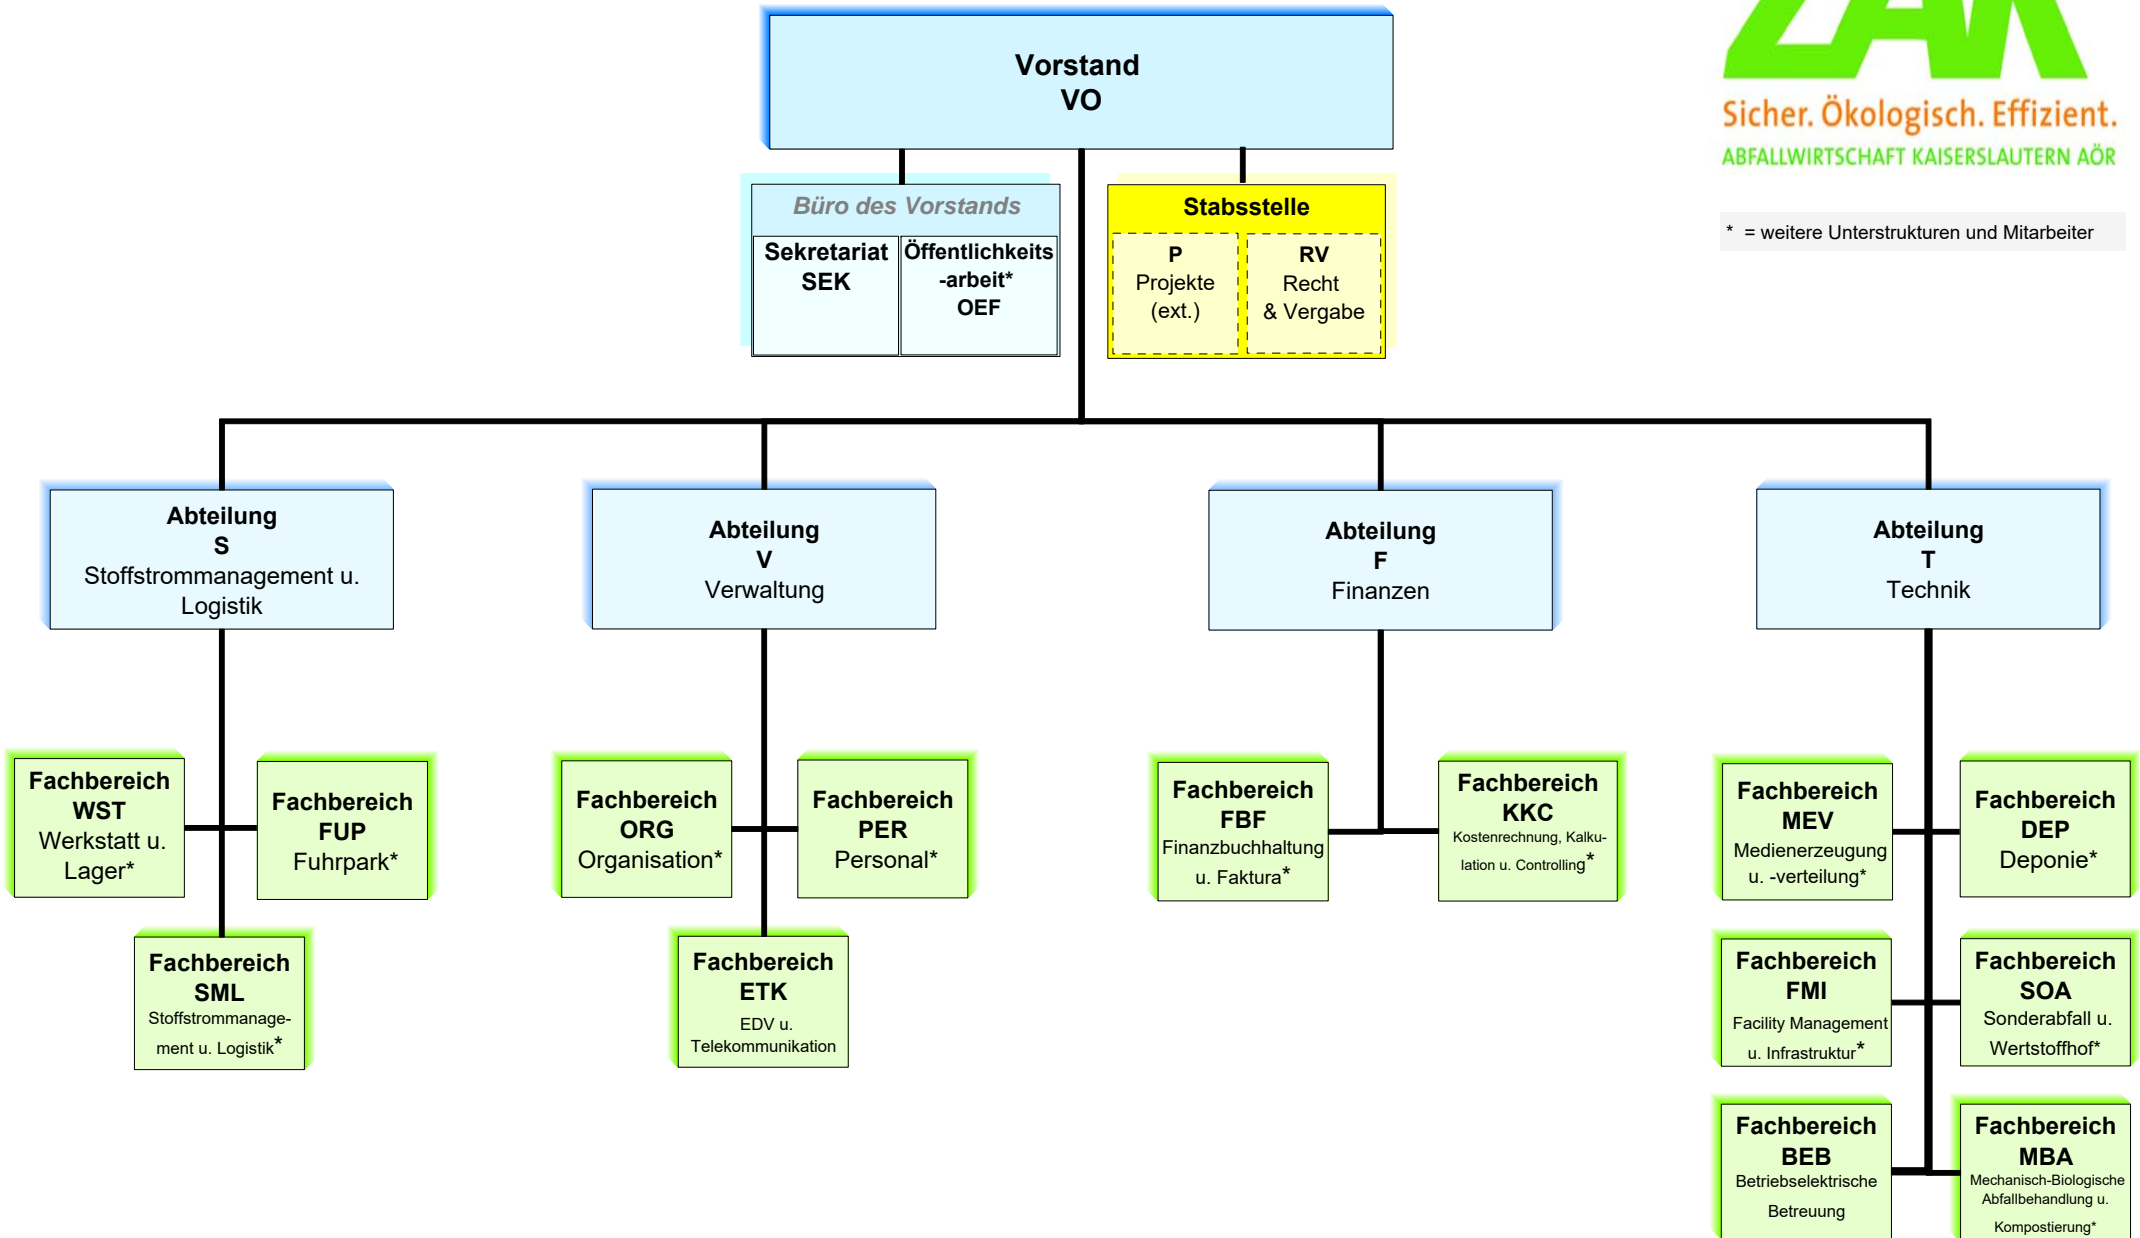 Vorstand
VO
ZAK
Sicher. Ökologisch. Effizient.
ABFALLWIRTSCHAFT KAISERSLAUTERN AÖR
* = weitere Unterstrukturen und Mitarbeiter
Büro des Vorstands
Sekretariat
SEK
Öffentlichkeits
-arbeit*
OEF
Stabsstelle
P
Projekte
(ext.)
RV
Recht
& Vergabe
Abteilung
S
Stoffstrommanagement u.
Logistik
Abteilung
V
Verwaltung
Abteilung
F
Finanzen
Abteilung
T
Technik
Fachbereich
WST
Werkstatt u.
Lager*
Fachbereich
FUP
Fuhrpark*
Fachbereich
SML
Stoffstrommanage-
ment u. Logistik*
Fachbereich
ORG
Organisation*
Fachbereich
PER
Personal*
Fachbereich
ETK
EDV u.
Telekommunikation
Fachbereich
FBF
Finanzbuchhaltung
u. Faktura*
Fachbereich
KKC
Kostenrechnung, Kalku-
lation u. Controlling*
Fachbereich
MEV
Medienerzeugung
u. -verteilung*
Fachbereich
DEP
Deponie*
Fachbereich
FMI
Facility Management
u. Infrastruktur*
Fachbereich
SOA
Sonderabfall u.
Wertstoffhof*
Fachbereich
BEB
Betriebselektrische
Betreuung
Fachbereich
MBA
Mechanisch-Biologische
Abfallbehandlung u.
Kompostierung*